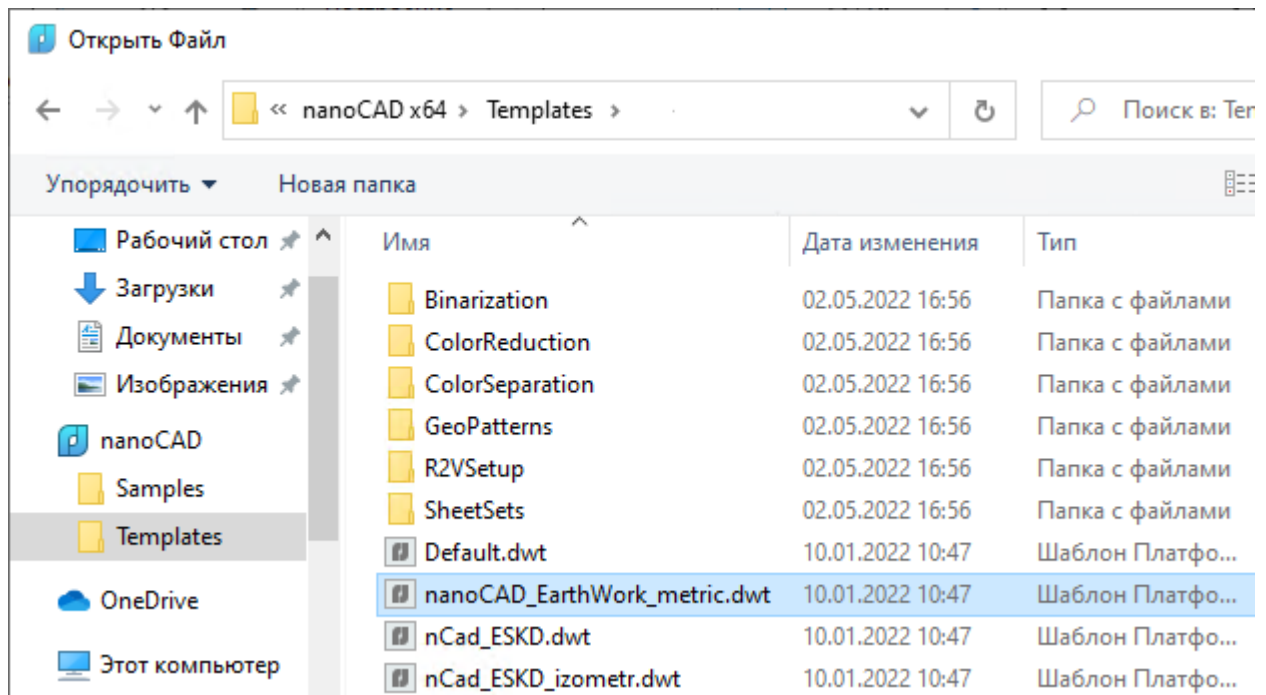 Открыть Файл
« nanoCAD x64 › Templates ›
Поиск в: Ter
Упорядочить Новая папка
Рабочий стол
Загрузки
Документы
Изображения
nanoCAD
Samples
Templates
OneDrive
Этот компьютер
Имя Дата изменения Тип
Binarization 02.05.2022 16:56 Папка с файлами
ColorReduction 02.05.2022 16:56 Папка с файлами
ColorSeparation 02.05.2022 16:56 Папка с файлами
GeoPatterns 02.05.2022 16:56 Папка с файлами
R2VSetup 02.05.2022 16:56 Папка с файлами
SheetSets 02.05.2022 16:56 Папка с файлами
Default.dwt 10.01.2022 10:47 Шаблон Платфо...
nanoCAD_EarthWork_metric.dwt 10.01.2022 10:47 Шаблон Платфо...
nCad_ESKD.dwt 10.01.2022 10:47 Шаблон Платфо...
nCad_ESKD_izometr.dwt 10.01.2022 10:47 Шаблон Платфо...